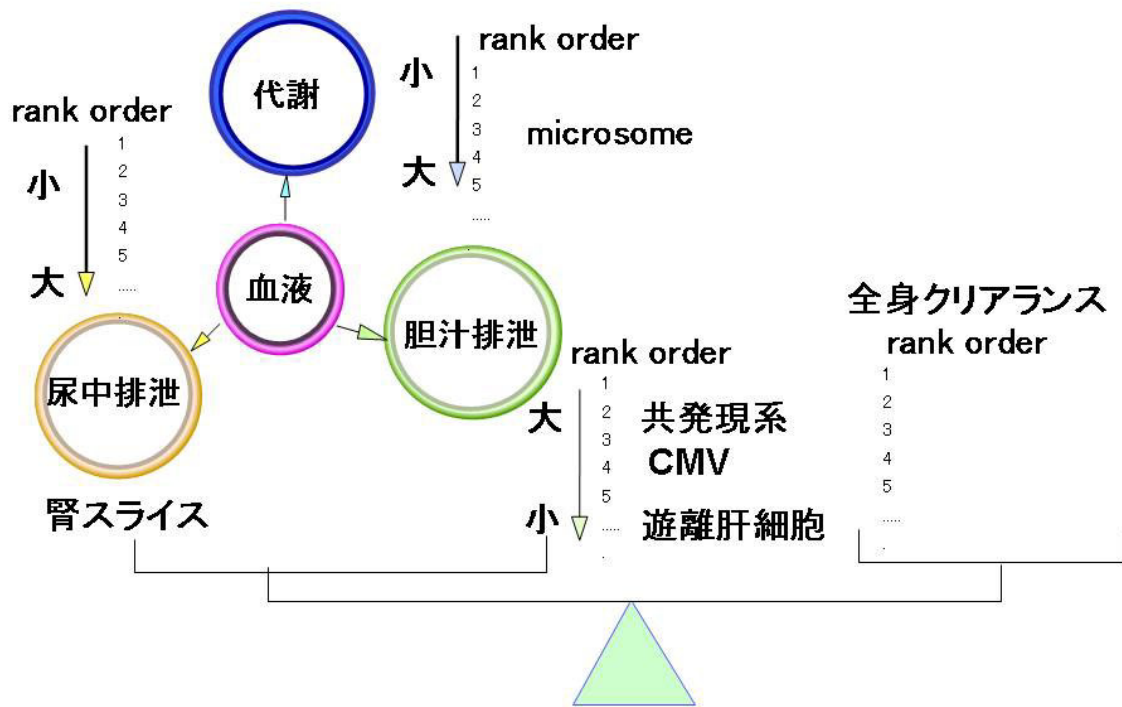 代謝
小
大
rank order
1
2
3
4
5
.....
microsome
rank order
小
大
1
2
3
4
5
.....
血液
尿中排泄
腎スライス
胆汁排泄
rank order
大
小
1
2
3
4
5
.....
.
共発現系
CMV
遊離肝細胞
全身クリアランス
rank order
1
2
3
4
5
.....
.